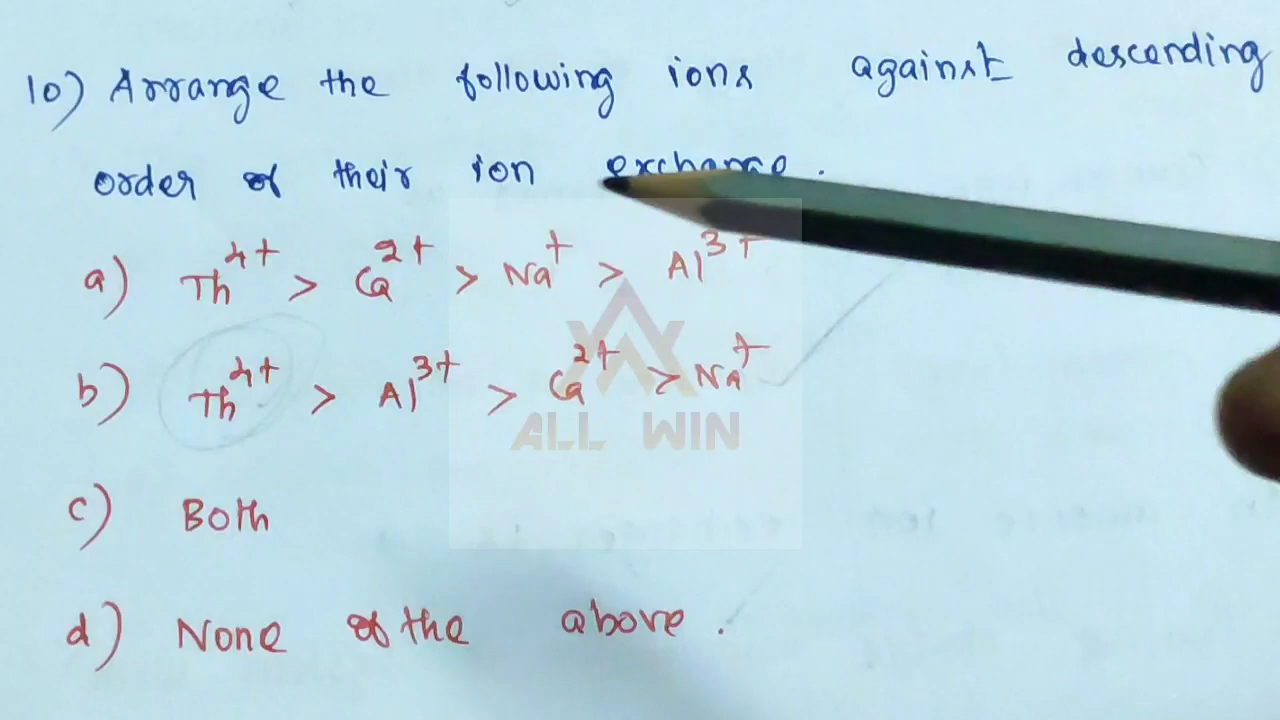 10) Arrange the following ions against descending
order of their ion exchange.
a) Th⁴⁺ > Ca²⁺ > Na⁺ > Al³⁺
b) Th⁴⁺ > Al³⁺ > Ca²⁺ > Na⁺
ALL WIN
c) Both
d) None of the above.